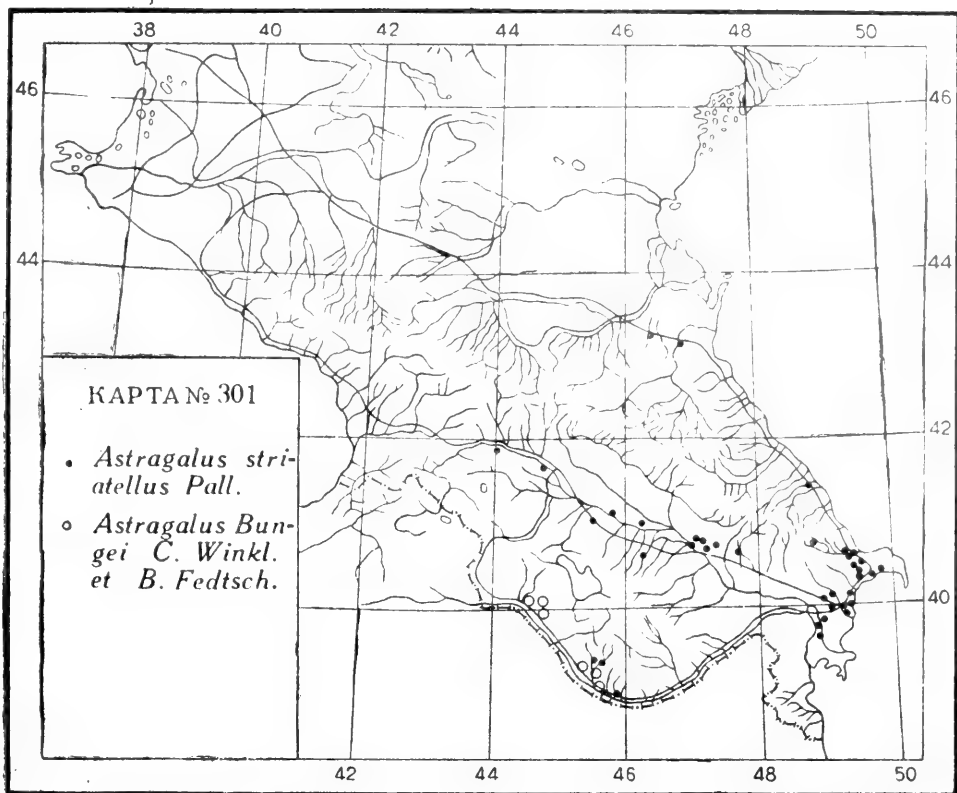 38 40 42 44 46 48 50
46 46
44 44
КАРТА № 301
42
• Astragalus stri-
atellus Pall.
○ Astragalus Bun-
gei C. Winkl.
et B. Fedtsch.
40 40
42 44 46 48 50